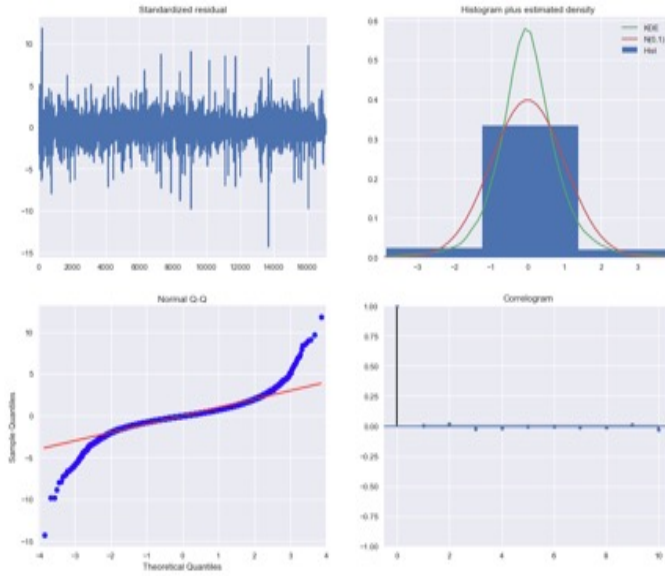 Standardized residual
10
5
0
−5
−10
−15
0 2000 4000 6000 8000 10000 12000 14000 16000
Histogram plus estimated density
KDE
N(0,1)
Hist
0.6
0.5
0.4
0.3
0.2
0.1
0.0
−3 −2 −1 0 1 2 3
Normal Q-Q
Sample Quantiles
10
5
0
−5
−10
−15
−4 −3 −2 −1 0 1 2 3 4
Theoretical Quantiles
Correlogram
1.00
0.75
0.50
0.25
0.00
−0.25
−0.50
−0.75
−1.00
0 2 4 6 8 10